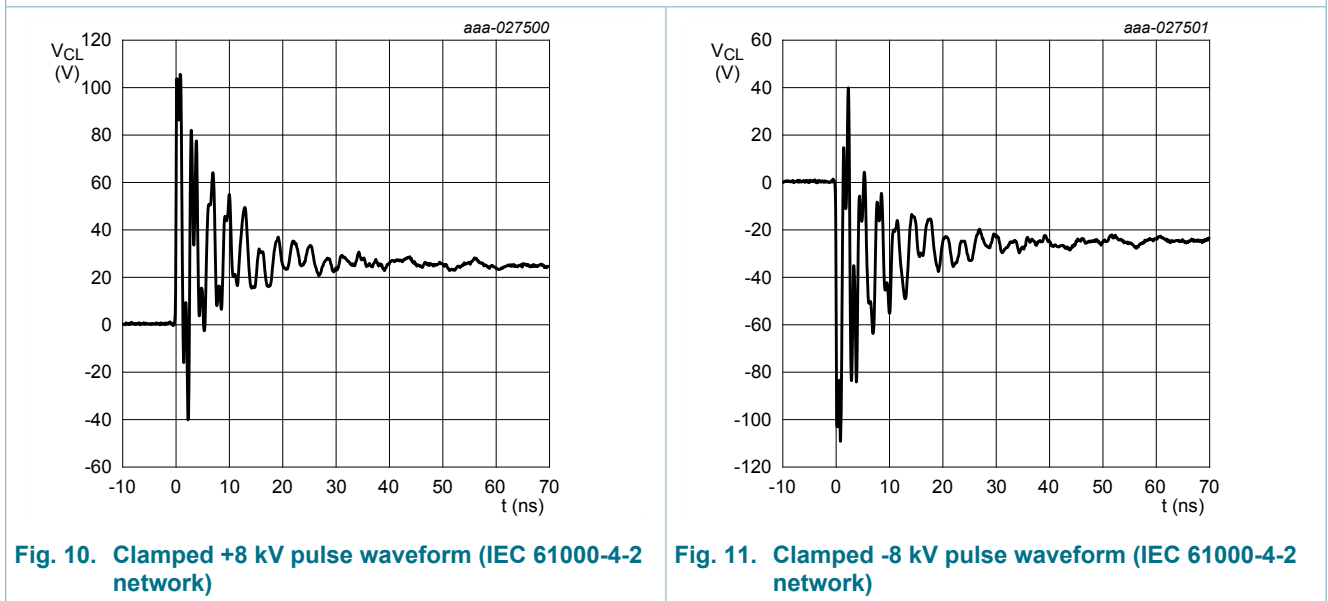 aaa-027500
VCL
(V)
120
100
80
60
40
20
0
-20
-40
-60
-10 0 10 20 30 40 50 60 70
t (ns)
Fig. 10. Clamped +8 kV pulse waveform (IEC 61000-4-2
network)
aaa-027501
VCL
(V)
60
40
20
0
-20
-40
-60
-80
-100
-120
-10 0 10 20 30 40 50 60 70
t (ns)
Fig. 11. Clamped -8 kV pulse waveform (IEC 61000-4-2
network)